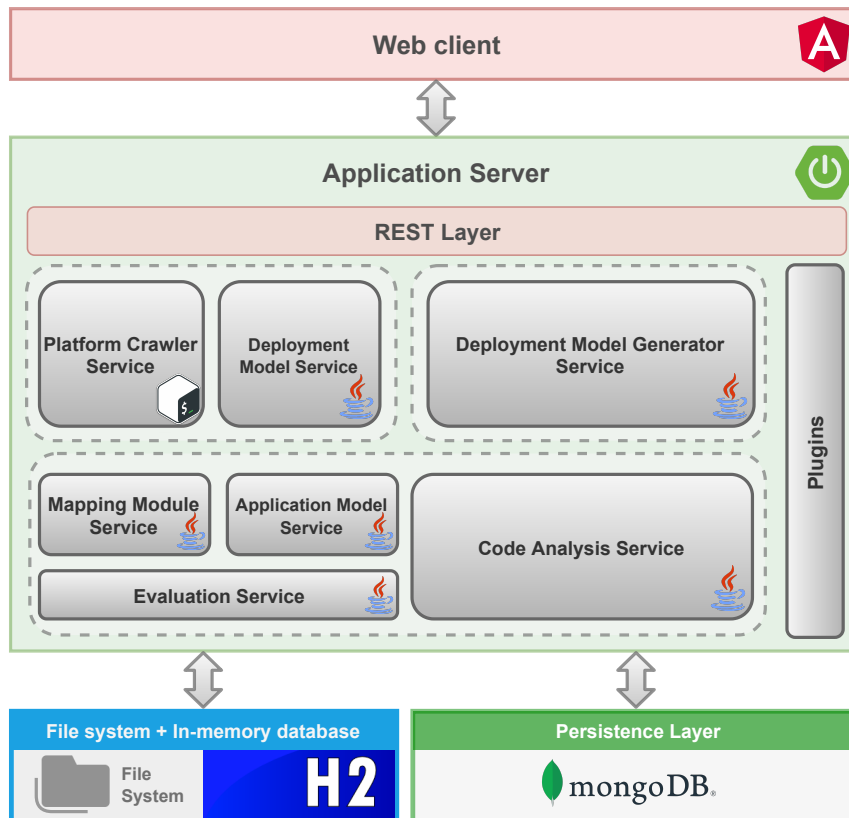 Web client
A
Application Server
REST Layer
Platform Crawler
Service
$_
Deployment
Model Service
Deployment Model Generator
Service
Plugins
Mapping Module
Service
Application Model
Service
Code Analysis Service
Evaluation Service
File system + In-memory database
File
System
H2
Persistence Layer
mongoDB®